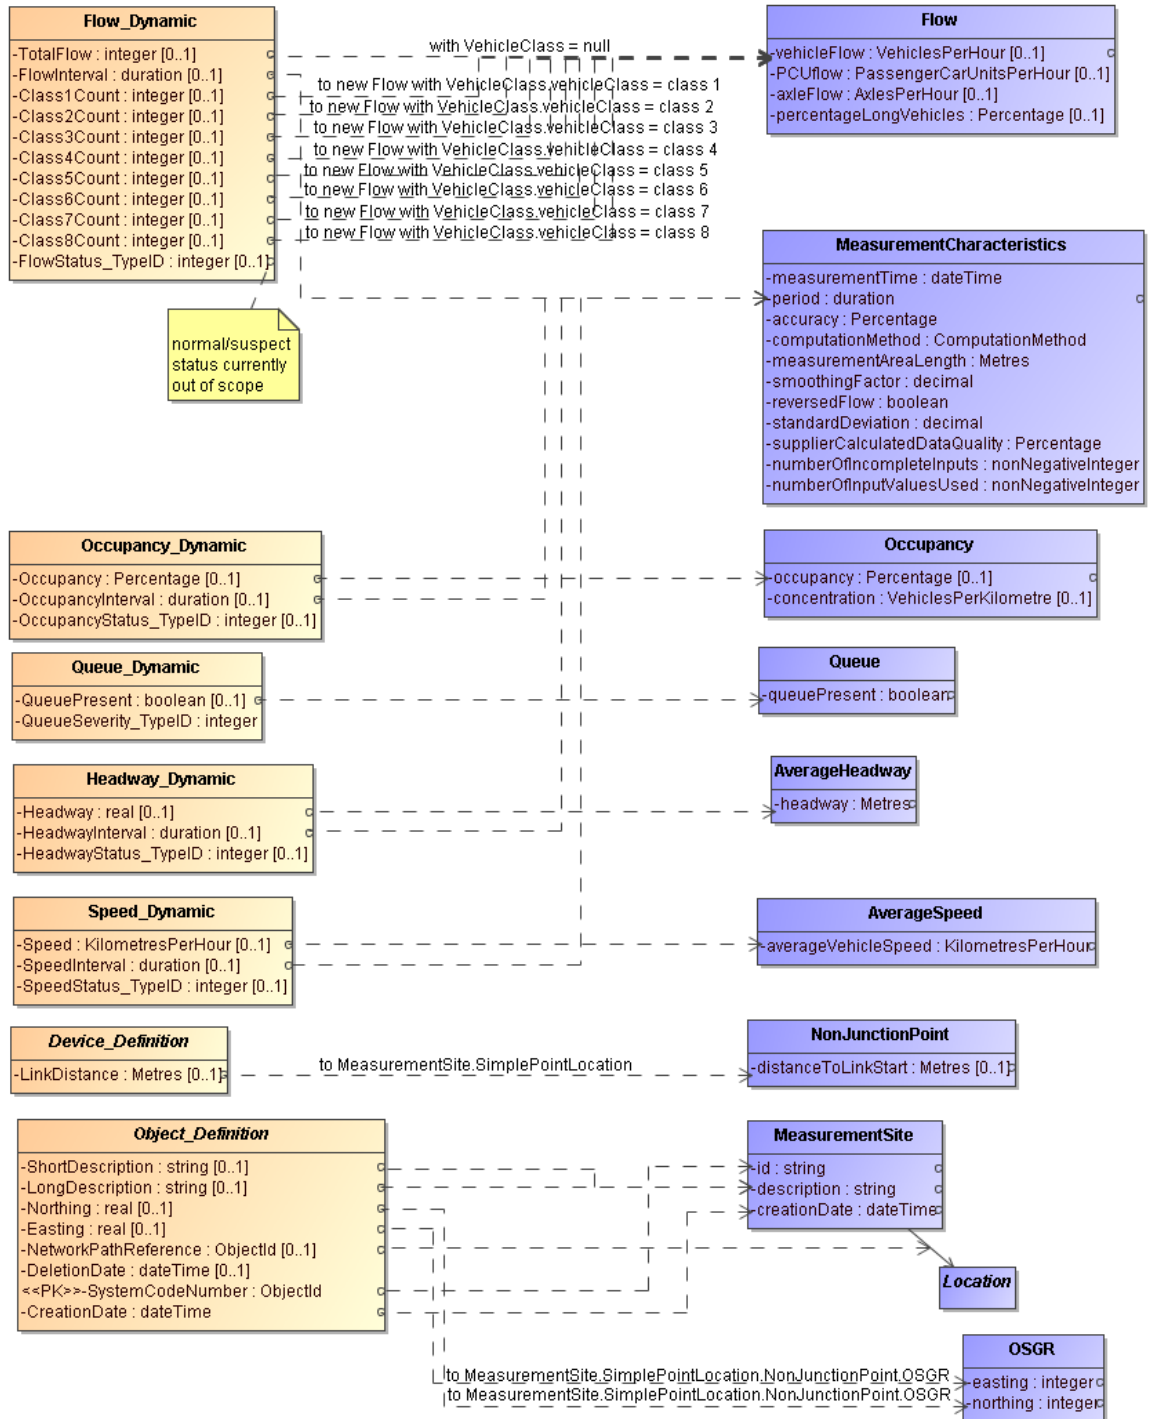 Flow_Dynamic
-TotalFlow : integer [0..1]
-FlowInterval : duration [0..1]
-Class1Count : integer [0..1]
-Class2Count : integer [0..1]
-Class3Count : integer [0..1]
-Class4Count : integer [0..1]
-Class5Count : integer [0..1]
-Class6Count : integer [0..1]
-Class7Count : integer [0..1]
-Class8Count : integer [0..1]
-FlowStatus_TypeID : integer [0..1]
with VehicleClass = null
to new Flow with VehicleClass.vehicleClass = class 1
to new Flow with VehicleClass.vehicleClass = class 2
to new Flow with VehicleClass.vehicleClass = class 3
to new Flow with VehicleClass.vehicleClass = class 4
to new Flow with VehicleClass.vehicleClass = class 5
to new Flow with VehicleClass.vehicleClass = class 6
to new Flow with VehicleClass.vehicleClass = class 7
to new Flow with VehicleClass.vehicleClass = class 8
Flow
-vehicleFlow : VehiclesPerHour [0..1]
-PCUflow : PassengerCarUnitsPerHour [0..1]
-axleFlow : AxlesPerHour [0..1]
-percentageLongVehicles : Percentage [0..1]
normal/suspect
status currently
out of scope
MeasurementCharacteristics
-measurementTime : dateTime
-period : duration
-accuracy : Percentage
-computationMethod : ComputationMethod
-measurementAreaLength : Metres
-smoothingFactor : decimal
-reversedFlow : boolean
-standardDeviation : decimal
-supplierCalculatedDataQuality : Percentage
-numberOfIncompleteInputs : nonNegativeInteger
-numberOfInputValuesUsed : nonNegativeInteger
Occupancy_Dynamic
-Occupancy : Percentage [0..1]
-OccupancyInterval : duration [0..1]
-OccupancyStatus_TypeID : integer [0..1]
Occupancy
-occupancy : Percentage [0..1]
-concentration : VehiclesPerKilometre [0..1]
Queue_Dynamic
-QueuePresent : boolean [0..1]
-QueueSeverity_TypeID : integer
Queue
-queuePresent : boolean
Headway_Dynamic
-Headway : real [0..1]
-HeadwayInterval : duration [0..1]
-HeadwayStatus_TypeID : integer [0..1]
AverageHeadway
-headway : Metres
Speed_Dynamic
-Speed : KilometresPerHour [0..1]
-SpeedInterval : duration [0..1]
-SpeedStatus_TypeID : integer [0..1]
AverageSpeed
-averageVehicleSpeed : KilometresPerHour
Device_Definition
-LinkDistance : Metres [0..1]
to MeasurementSite.SimplePointLocation
NonJunctionPoint
-distanceToLinkStart : Metres [0..1]
Object_Definition
-ShortDescription : string [0..1]
-LongDescription : string [0..1]
-Northing : real [0..1]
-Easting : real [0..1]
-NetworkPathReference : ObjectId [0..1]
-DeletionDate : dateTime [0..1]
<<PK>>-SystemCodeNumber : ObjectId
-CreationDate : dateTime
MeasurementSite
-id : string
-description : string
-creationDate : dateTime
Location
to MeasurementSite.SimplePointLocation.NonJunctionPoint.OSGR
to MeasurementSite.SimplePointLocation.NonJunctionPoint.OSGR
OSGR
-easting : integer
-northing : integer